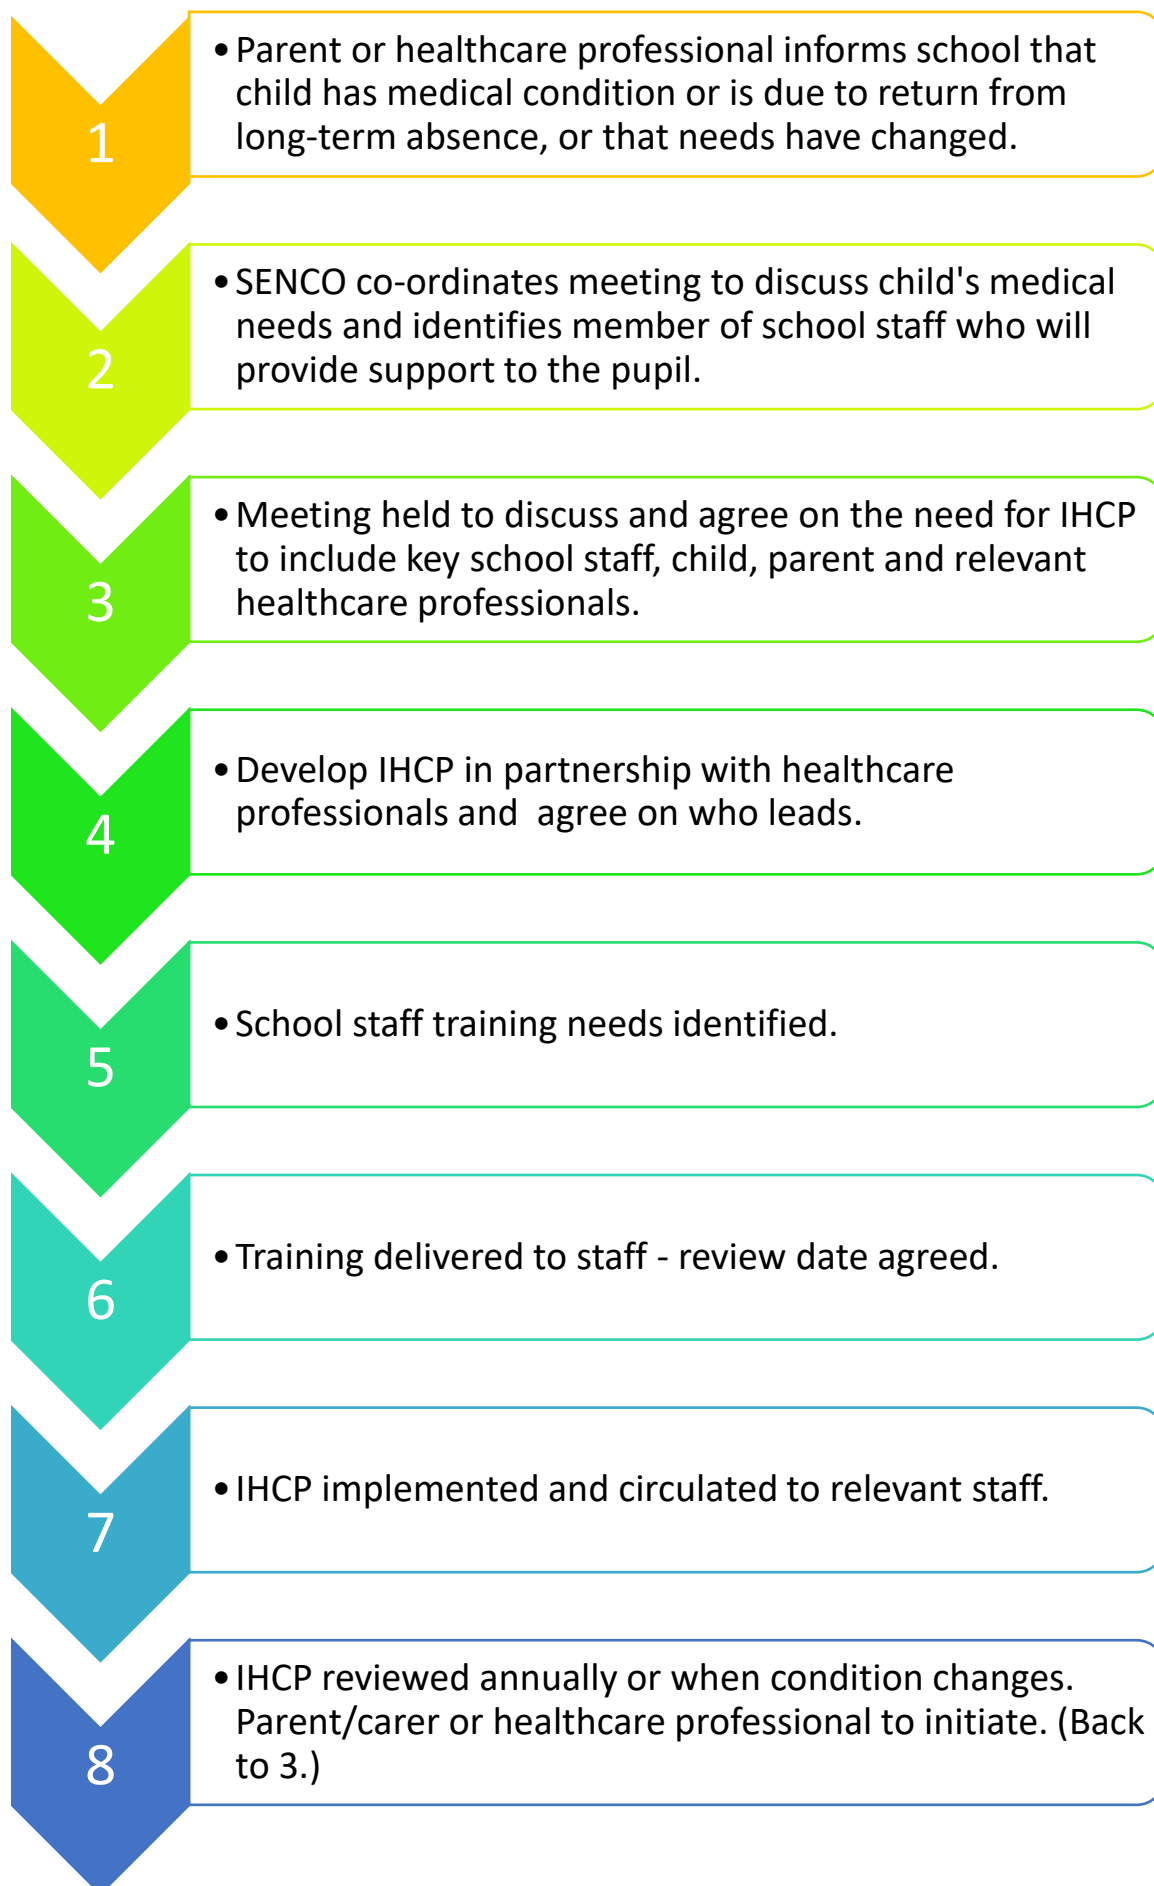 1
•Parent or healthcare professional informs school that
child has medical condition or is due to return from
long-term absence, or that needs have changed.
2
•SENCO co-ordinates meeting to discuss child's medical
needs and identifies member of school staff who will
provide support to the pupil.
3
•Meeting held to discuss and agree on the need for IHCP
to include key school staff, child, parent and relevant
healthcare professionals.
4
•Develop IHCP in partnership with healthcare
professionals and  agree on who leads.
5
•School staff training needs identified.
6
•Training delivered to staff - review date agreed.
7
•IHCP implemented and circulated to relevant staff.
8
•IHCP reviewed annually or when condition changes.
Parent/carer or healthcare professional to initiate. (Back
to 3.)